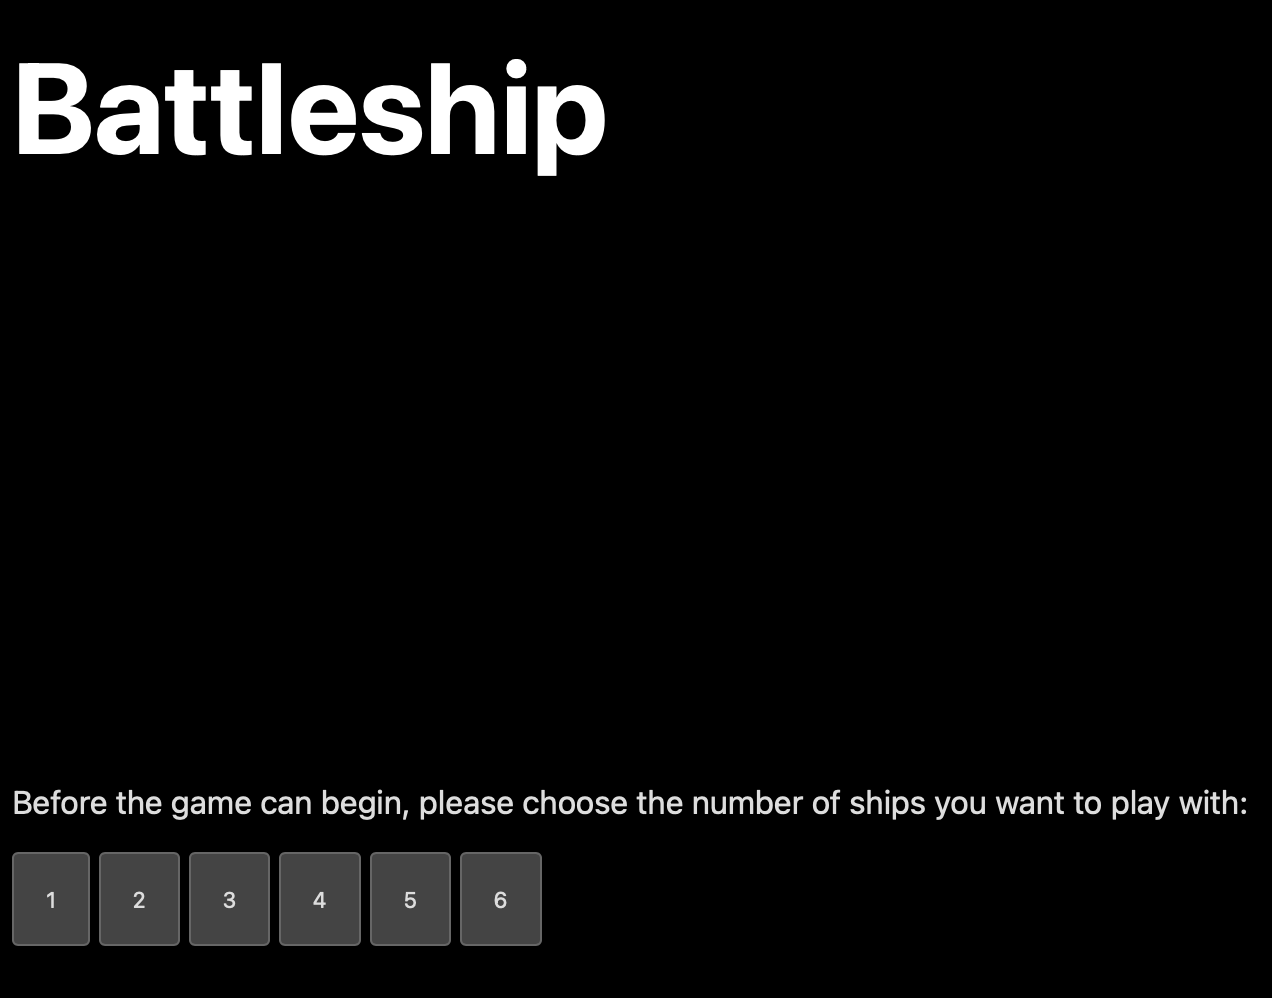 Battleship
Before the game can begin, please choose the number of ships you want to play with:
1 2 3 4 5 6